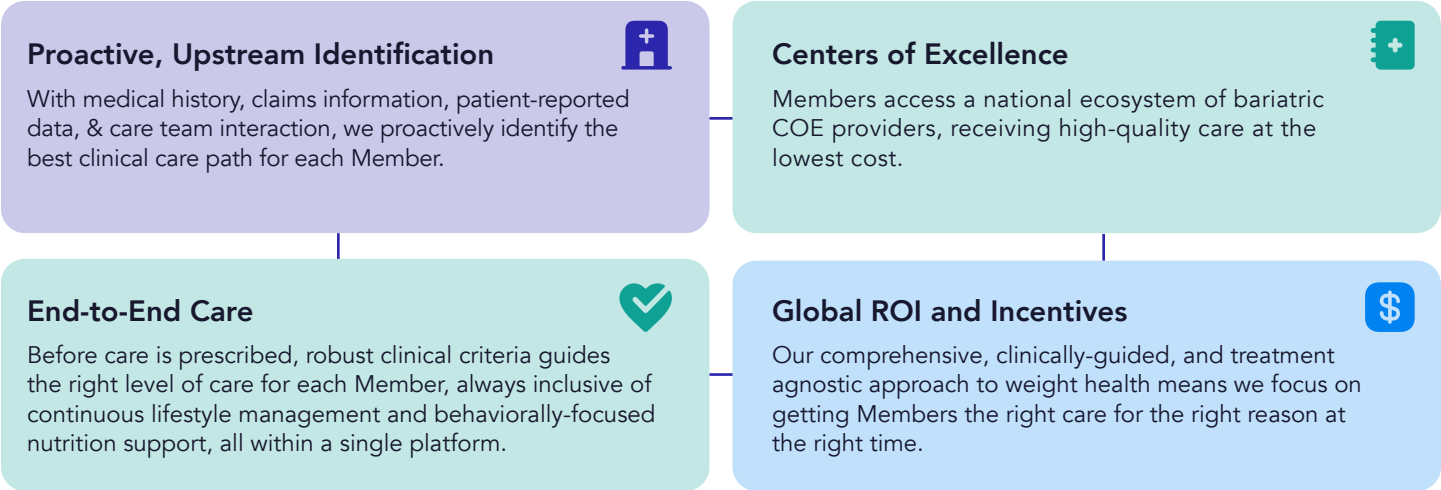 Proactive, Upstream Identification
With medical history, claims information, patient-reported
data, & care team interaction, we proactively identify the
best clinical care path for each Member.
Centers of Excellence
Members access a national ecosystem of bariatric
COE providers, receiving high-quality care at the
lowest cost.
End-to-End Care
Before care is prescribed, robust clinical criteria guides
the right level of care for each Member, always inclusive of
continuous lifestyle management and behaviorally-focused
nutrition support, all within a single platform.
Global ROI and Incentives
$
Our comprehensive, clinically-guided, and treatment
agnostic approach to weight health means we focus on
getting Members the right care for the right reason at
the right time.